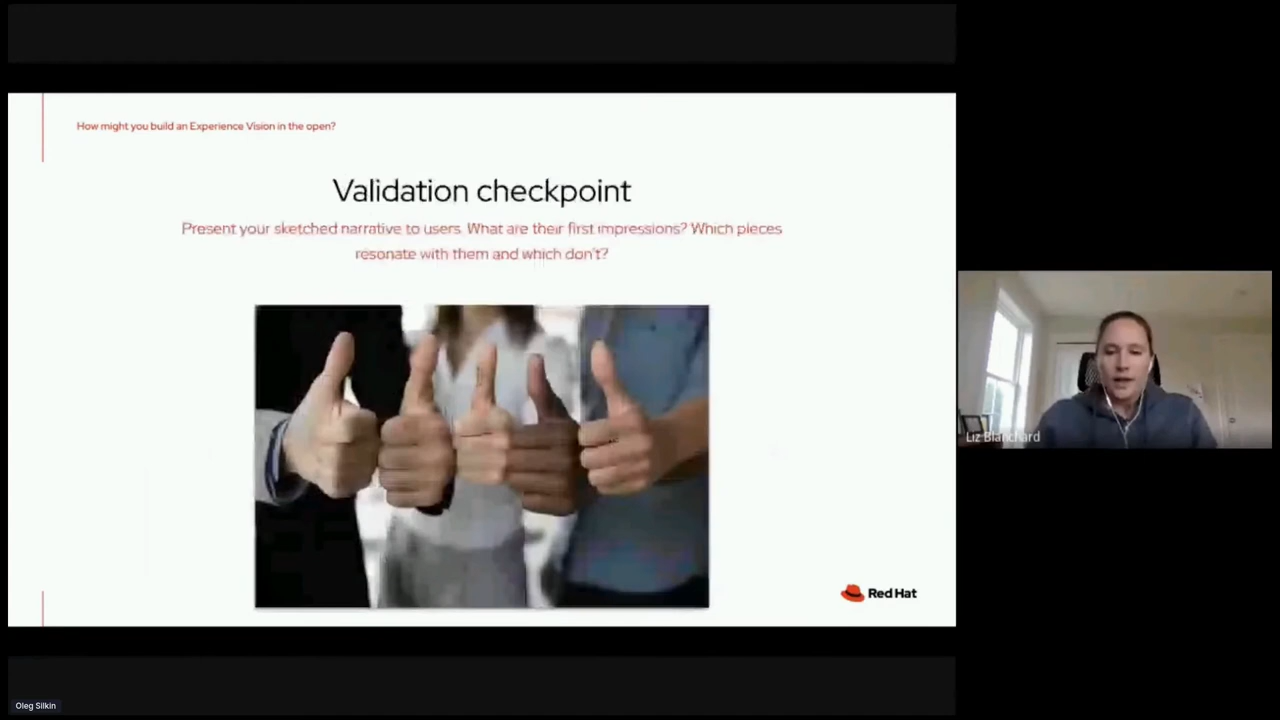 How might you build an Experience Vision in the open?
Validation checkpoint
Present your sketched narrative to users. What are their first impressions? Which pieces
resonate with them and which don't?
Red Hat
Liz Blanchard
Oleg Silkin